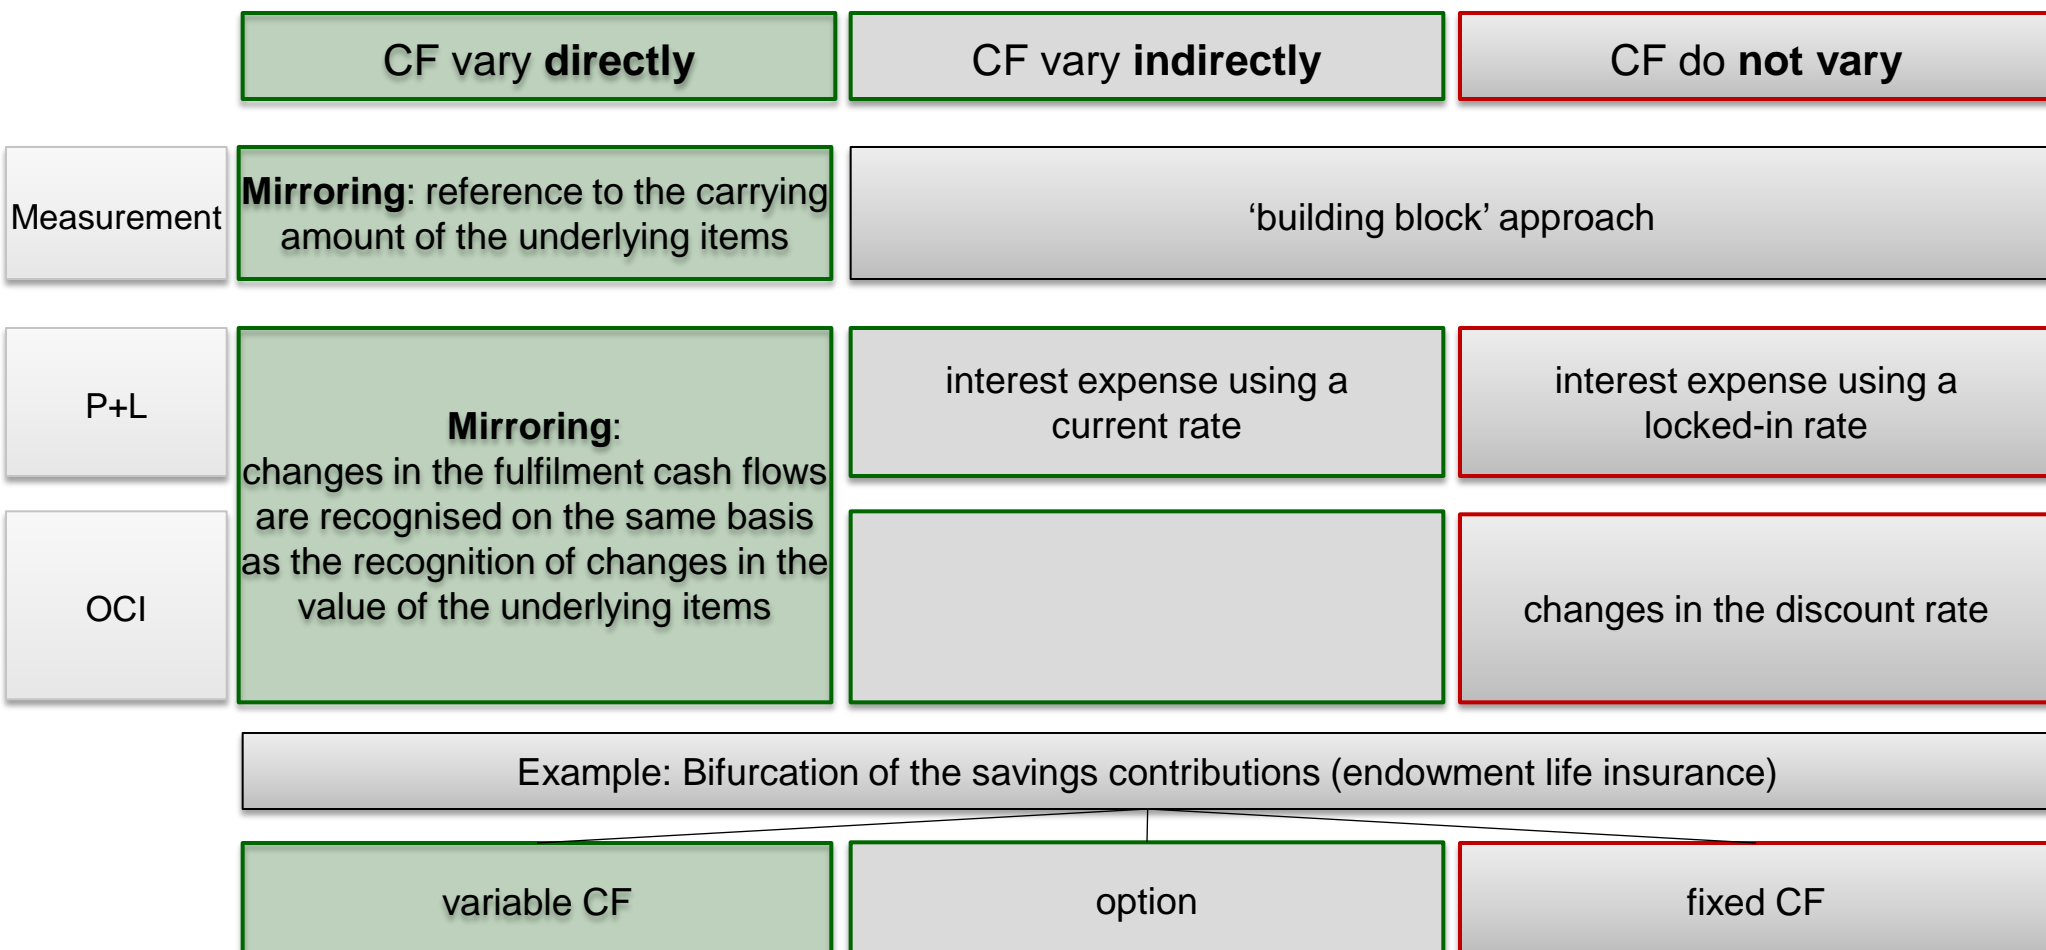 CF vary directly
CF vary indirectly
CF do not vary
Measurement
Mirroring: reference to the carrying
amount of the underlying items
‘building block’ approach
P+L
Mirroring:
changes in the fulfilment cash flows
are recognised on the same basis
as the recognition of changes in the
value of the underlying items
interest expense using a
current rate
interest expense using a
locked-in rate
OCI
changes in the discount rate
Example: Bifurcation of the savings contributions (endowment life insurance)
variable CF
option
fixed CF